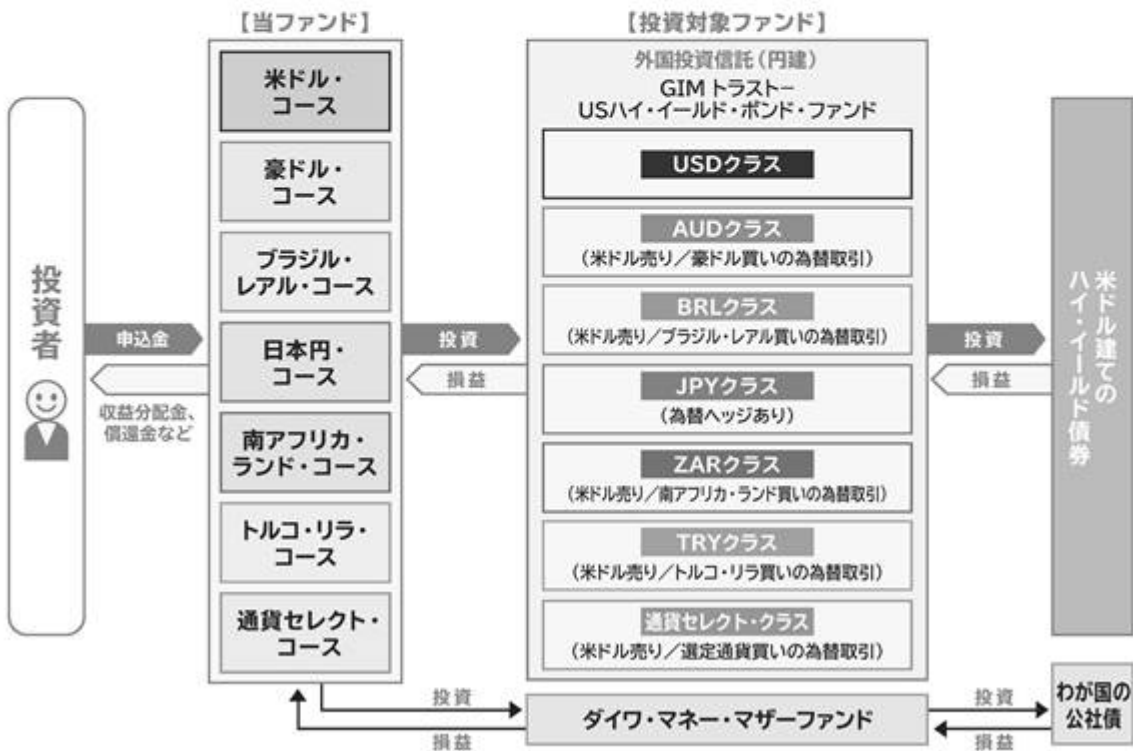 【当ファンド】
【投資対象ファンド】
投資者
申込金
収益分配金、
償還金など
米ドル・
コース
豪ドル・
コース
ブラジル・
レアル・コース
日本円・
コース
南アフリカ・
ランド・コース
トルコ・リラ・
コース
通貨セレクト・
コース
投資
損益
外国投資信託(円建)
GIM トラスト－
USハイ・イールド・ボンド・ファンド
USDクラス
AUDクラス
(米ドル売り／豪ドル買いの為替取引)
BRLクラス
(米ドル売り／ブラジル・レアル買いの為替取引)
JPYクラス
(為替ヘッジあり)
ZARクラス
(米ドル売り／南アフリカ・ランド買いの為替取引)
TRYクラス
(米ドル売り／トルコ・リラ買いの為替取引)
通貨セレクト・クラス
(米ドル売り／選定通貨買いの為替取引)
投資
損益
米ドル建ての
ハイ・イールド債券
投資
損益
ダイワ・マネー・マザーファンド
投資
損益
わが国の
公社債